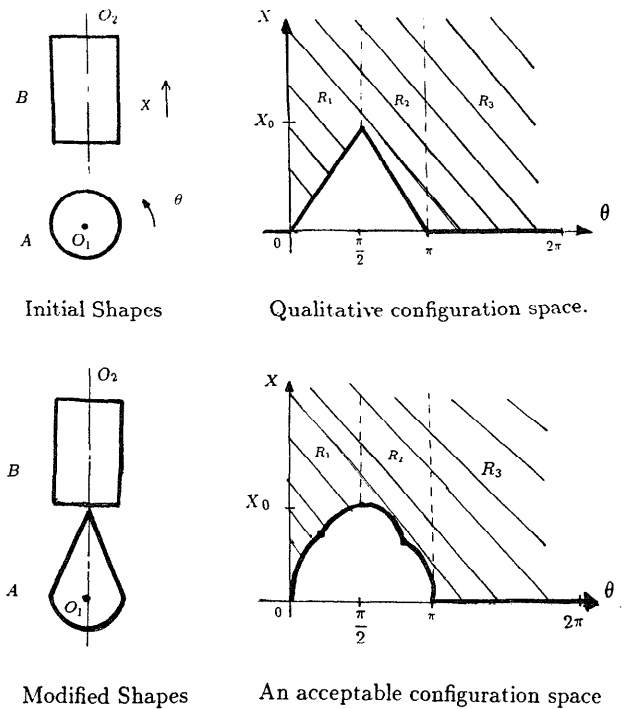 O₂
B
X
θ
O₁
A
Initial Shapes
X
R₁
R₂
R₃
X₀
0
π/2
π
2π
θ
Qualitative configuration space.
O₂
B
A
O₁
Modified Shapes
X
R₁
R₂
R₃
X₀
0
π/2
π
2π
θ
An acceptable configuration space